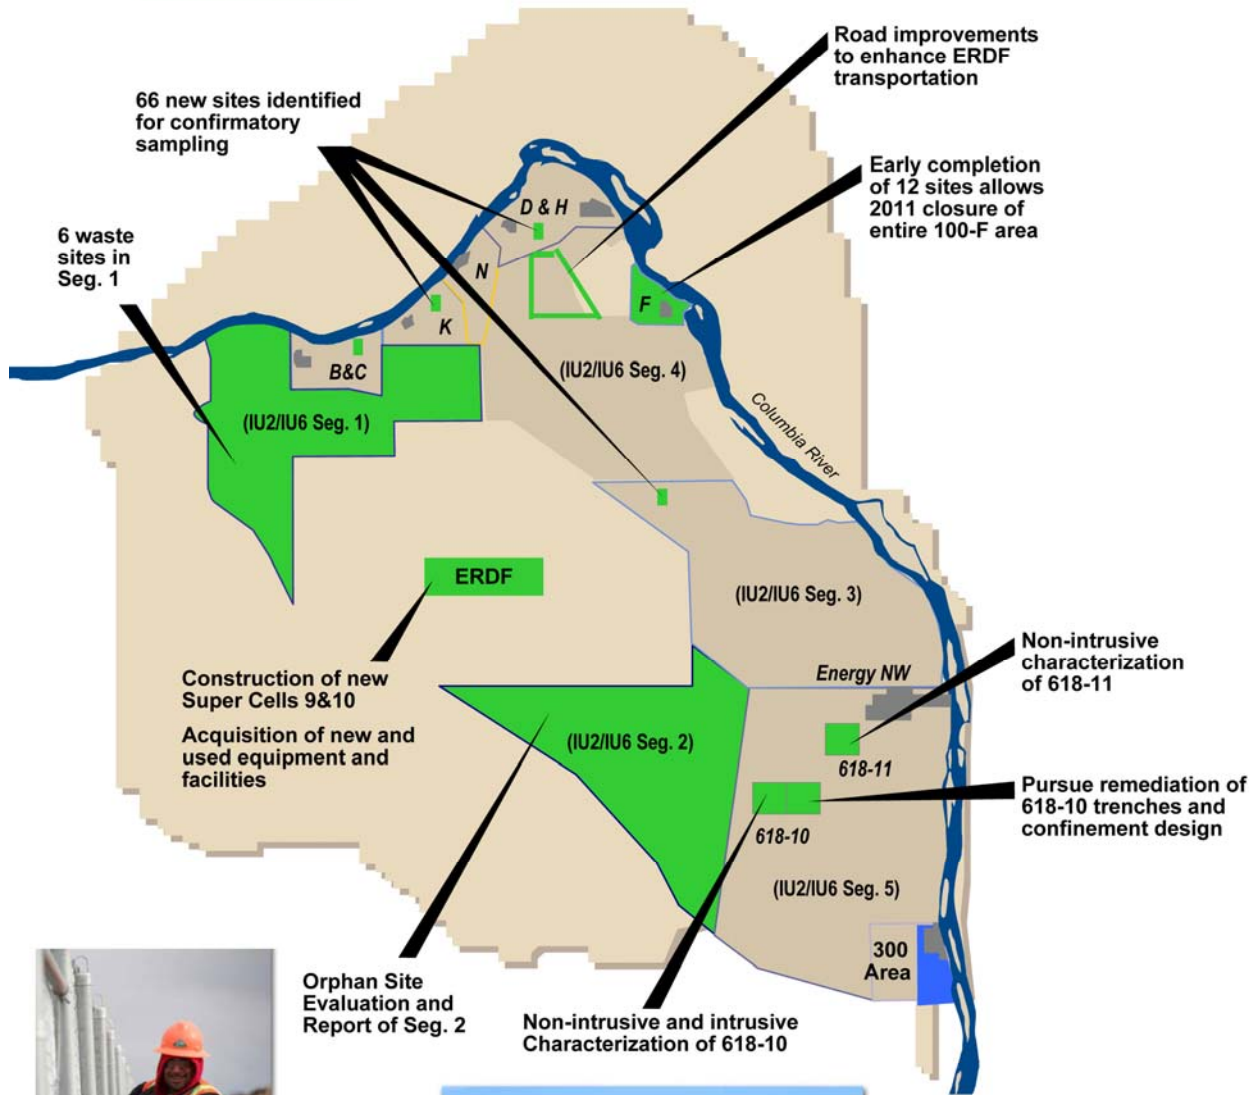 Road improvements
to enhance ERDF
transportation
66 new sites identified
for confirmatory
sampling
Early completion
of 12 sites allows
2011 closure of
entire 100-F area
D & H
6 waste
sites in
Seg. 1
N
F
K
B&C
(IU2/IU6 Seg. 4)
(IU2/IU6 Seg. 1)
Columbia River
ERDF
(IU2/IU6 Seg. 3)
Non-intrusive
characterization
of 618-11
Energy NW
Construction of new
Super Cells 9&10
Acquisition of new and
used equipment and
facilities
(IU2/IU6 Seg. 2)
618-11
Pursue remediation of
618-10 trenches and
confinement design
618-10
(IU2/IU6 Seg. 5)
300
Area
Orphan Site
Evaluation and
Report of Seg. 2
Non-intrusive and intrusive
Characterization of 618-10